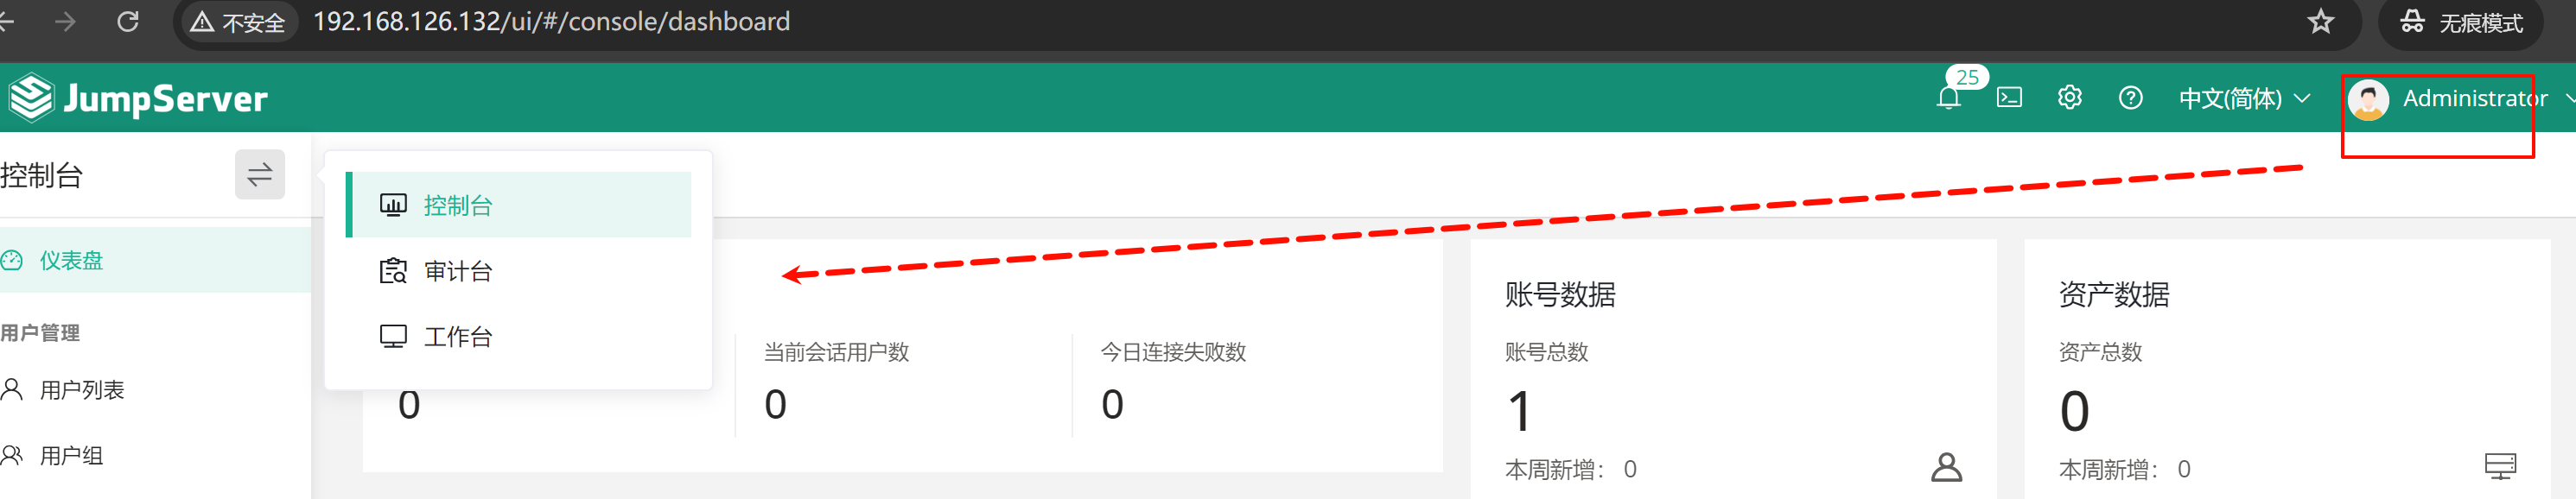 不安全 192.168.126.132/ui/#/console/dashboard 无痕模式
JumpServer 25 中文(简体) Administrator
控制台
仪表盘
用户管理
用户列表
用户组
控制台
审计台
工作台
0
当前会话用户数
0
今日连接失败数
0
账号数据
账号总数
1
本周新增： 0
资产数据
资产总数
0
本周新增： 0